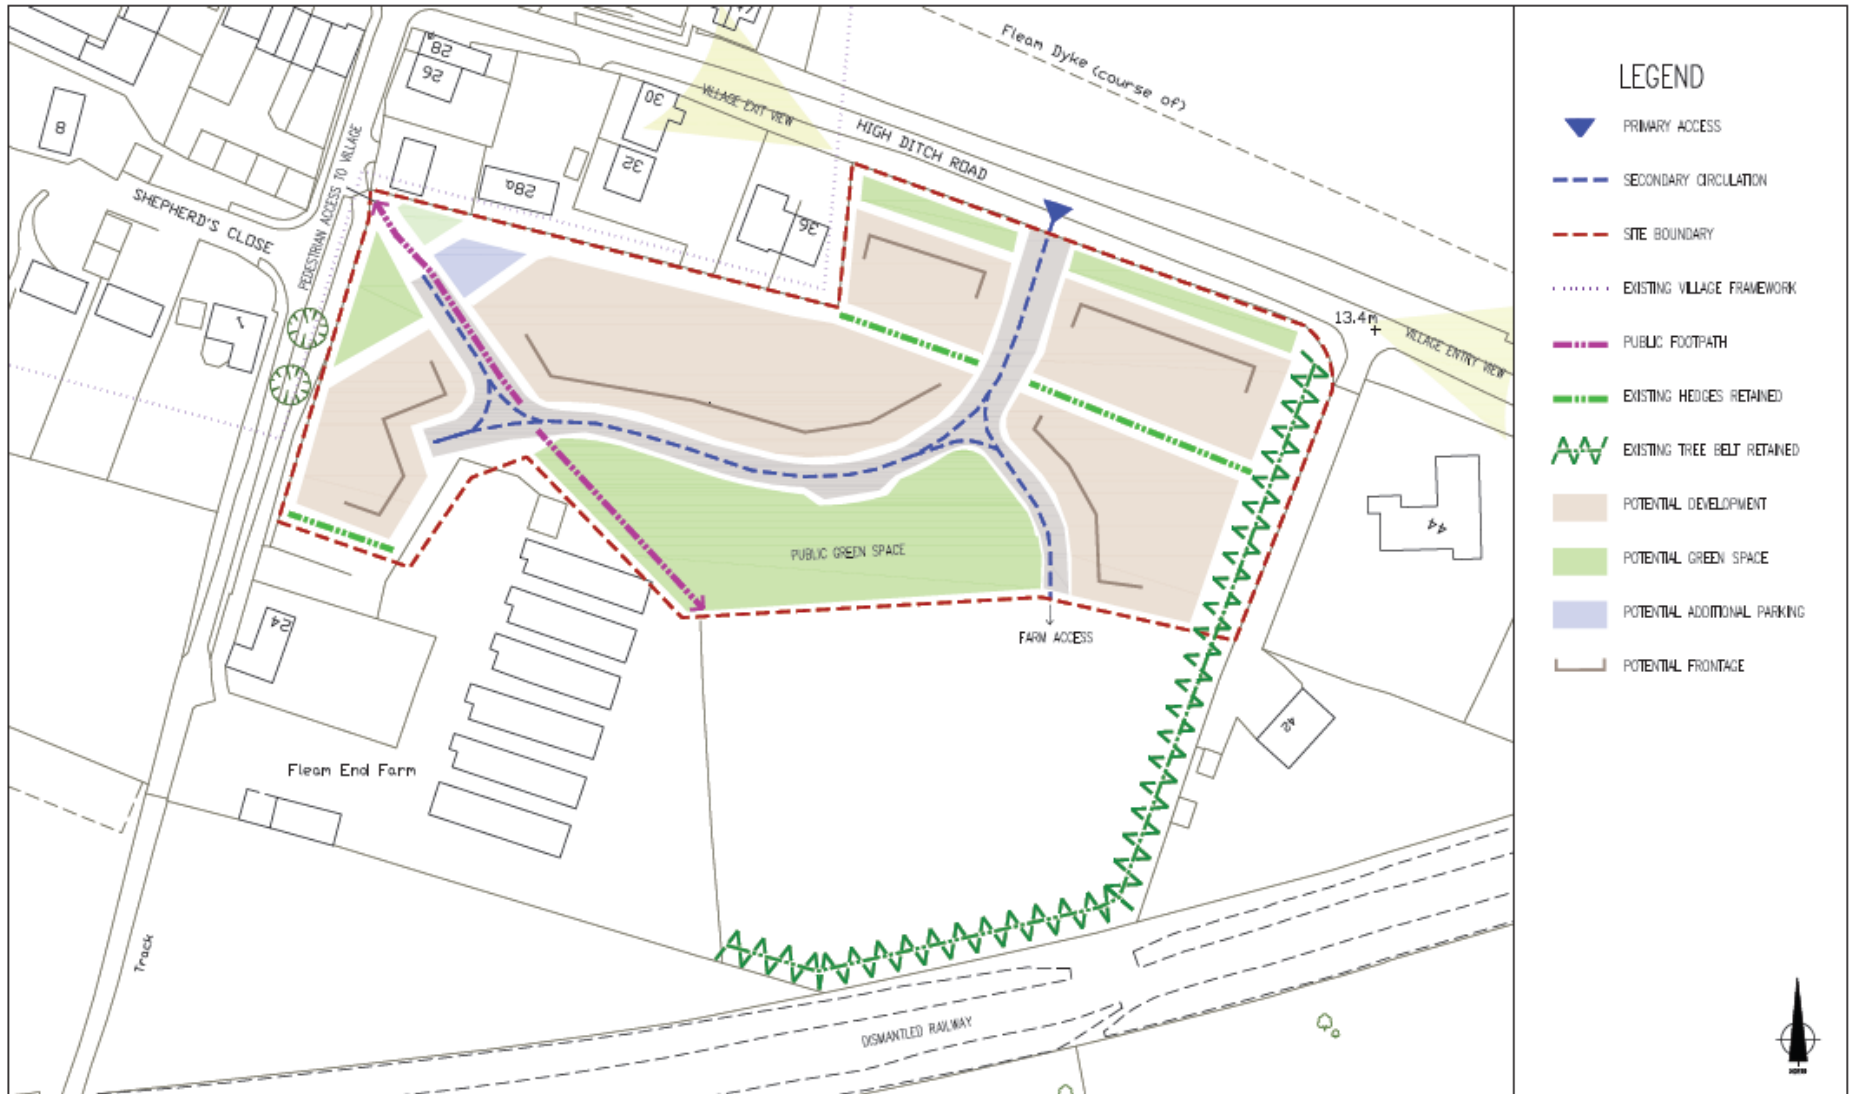 28
26
30
32
28a
36
8
1
24
44
42
VILLAGE EXIT VIEW
HIGH DITCH ROAD
Fleam Dyke (course of)
PEDESTRIAN ACCESS TO VILLAGE
SHEPHERD'S CLOSE
13.4m
VILLAGE ENTRY VIEW
PUBLIC GREEN SPACE
FARM ACCESS
Fleam End Farm
Track
DISMANTLED RAILWAY
LEGEND
PRIMARY ACCESS
SECONDARY CIRCULATION
SITE BOUNDARY
EXISTING VILLAGE FRAMEWORK
PUBLIC FOOTPATH
EXISTING HEDGES RETAINED
EXISTING TREE BELT RETAINED
POTENTIAL DEVELOPMENT
POTENTIAL GREEN SPACE
POTENTIAL ADDITIONAL PARKING
POTENTIAL FRONTAGE